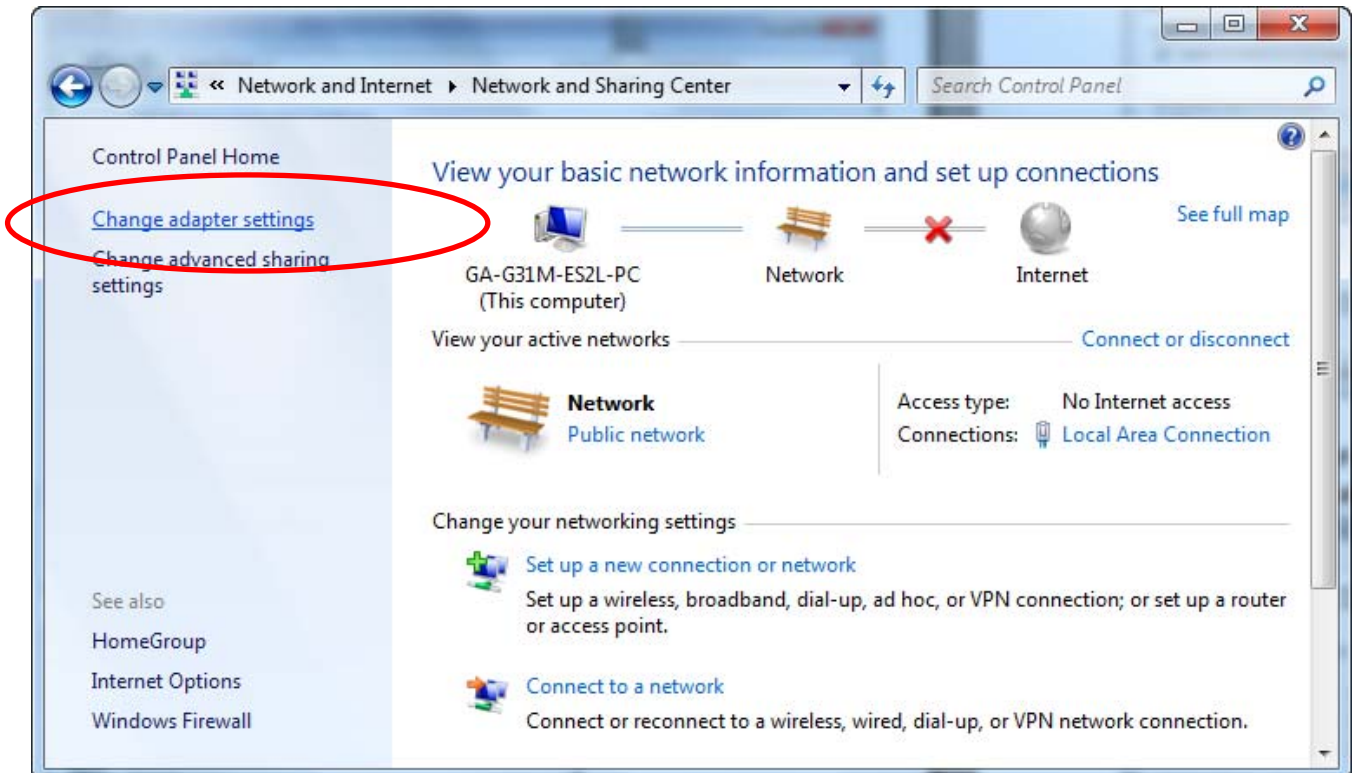 « Network and Internet ▸ Network and Sharing Center
Search Control Panel
Control Panel Home
Change adapter settings
Change advanced sharing
settings
See also
HomeGroup
Internet Options
Windows Firewall
View your basic network information and set up connections
See full map
GA-G31M-ES2L-PC
(This computer)
Network
Internet
View your active networks
Connect or disconnect
Network
Public network
Access type: No Internet access
Connections: Local Area Connection
Change your networking settings
Set up a new connection or network
Set up a wireless, broadband, dial-up, ad hoc, or VPN connection; or set up a router
or access point.
Connect to a network
Connect or reconnect to a wireless, wired, dial-up, or VPN network connection.